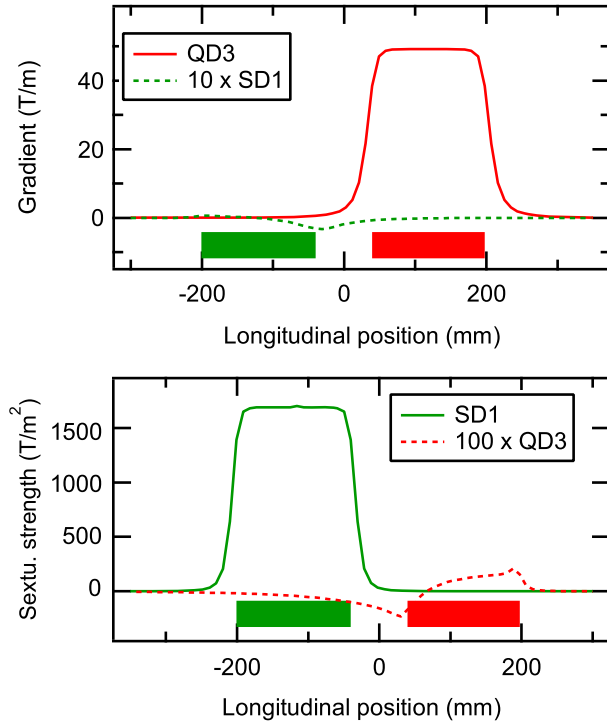 QD3
10 x SD1
Gradient (T/m)
40
20
0
-200 0 200
Longitudinal position (mm)
SD1
100 x QD3
Sextu. strength (T/m²)
1500
1000
500
0
-200 0 200
Longitudinal position (mm)